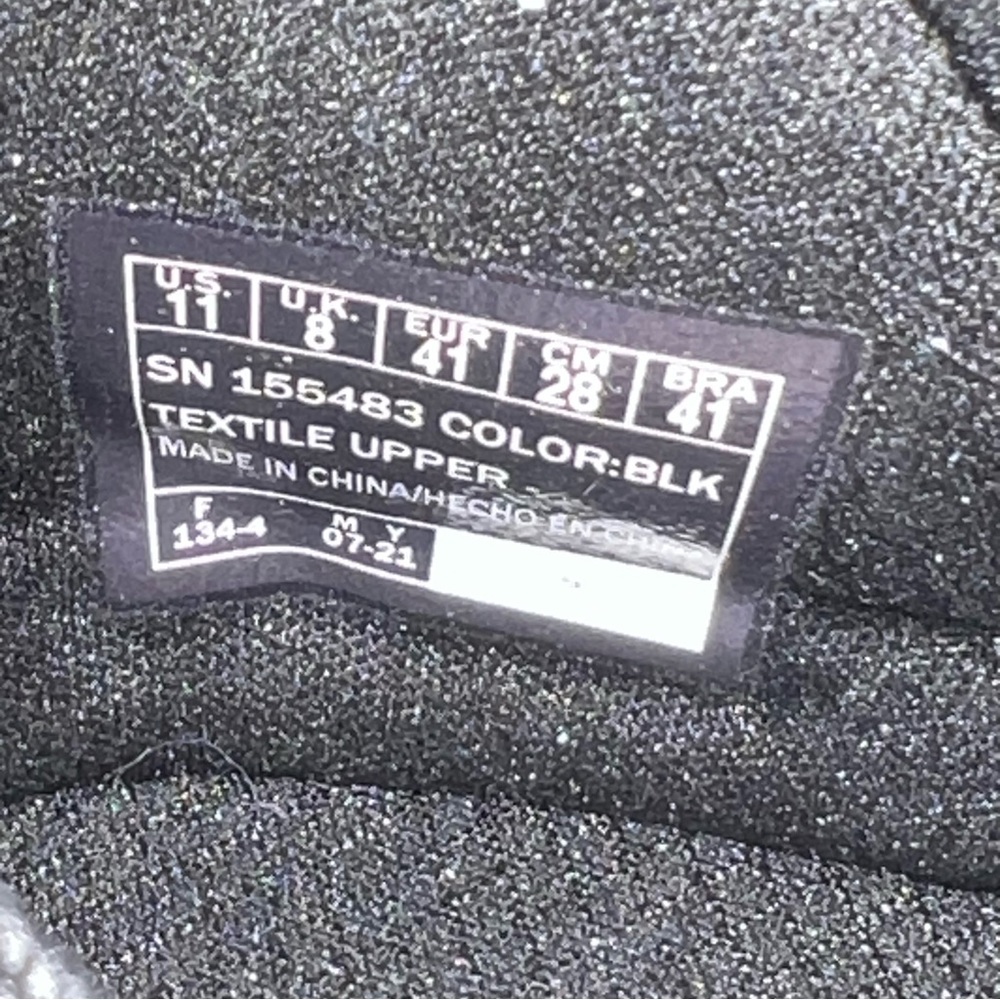 U.S. U.K. EUR CM BRA
11 8 41 28 41
SN 155483 COLOR:BLK
TEXTILE UPPER
MADE IN CHINA/HECHO EN CHINA
F M Y
134-4 07-21